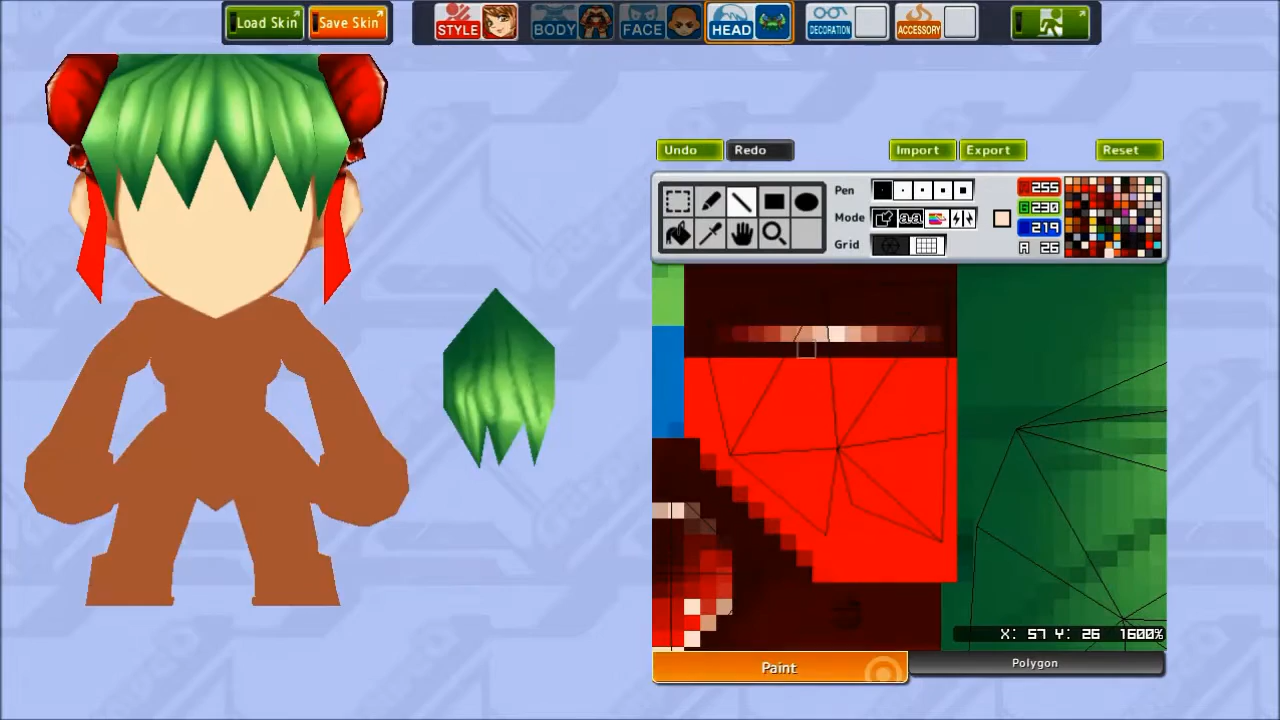 Load Skin
Save Skin
STYLE
BODY
FACE
HEAD
DECORATION
ACCESSORY
Undo
Redo
Import
Export
Reset
Pen
Mode
aa
Grid
R 255
G 230
B 219
A 26
X: 57 Y: 26 1600%
Paint
Polygon